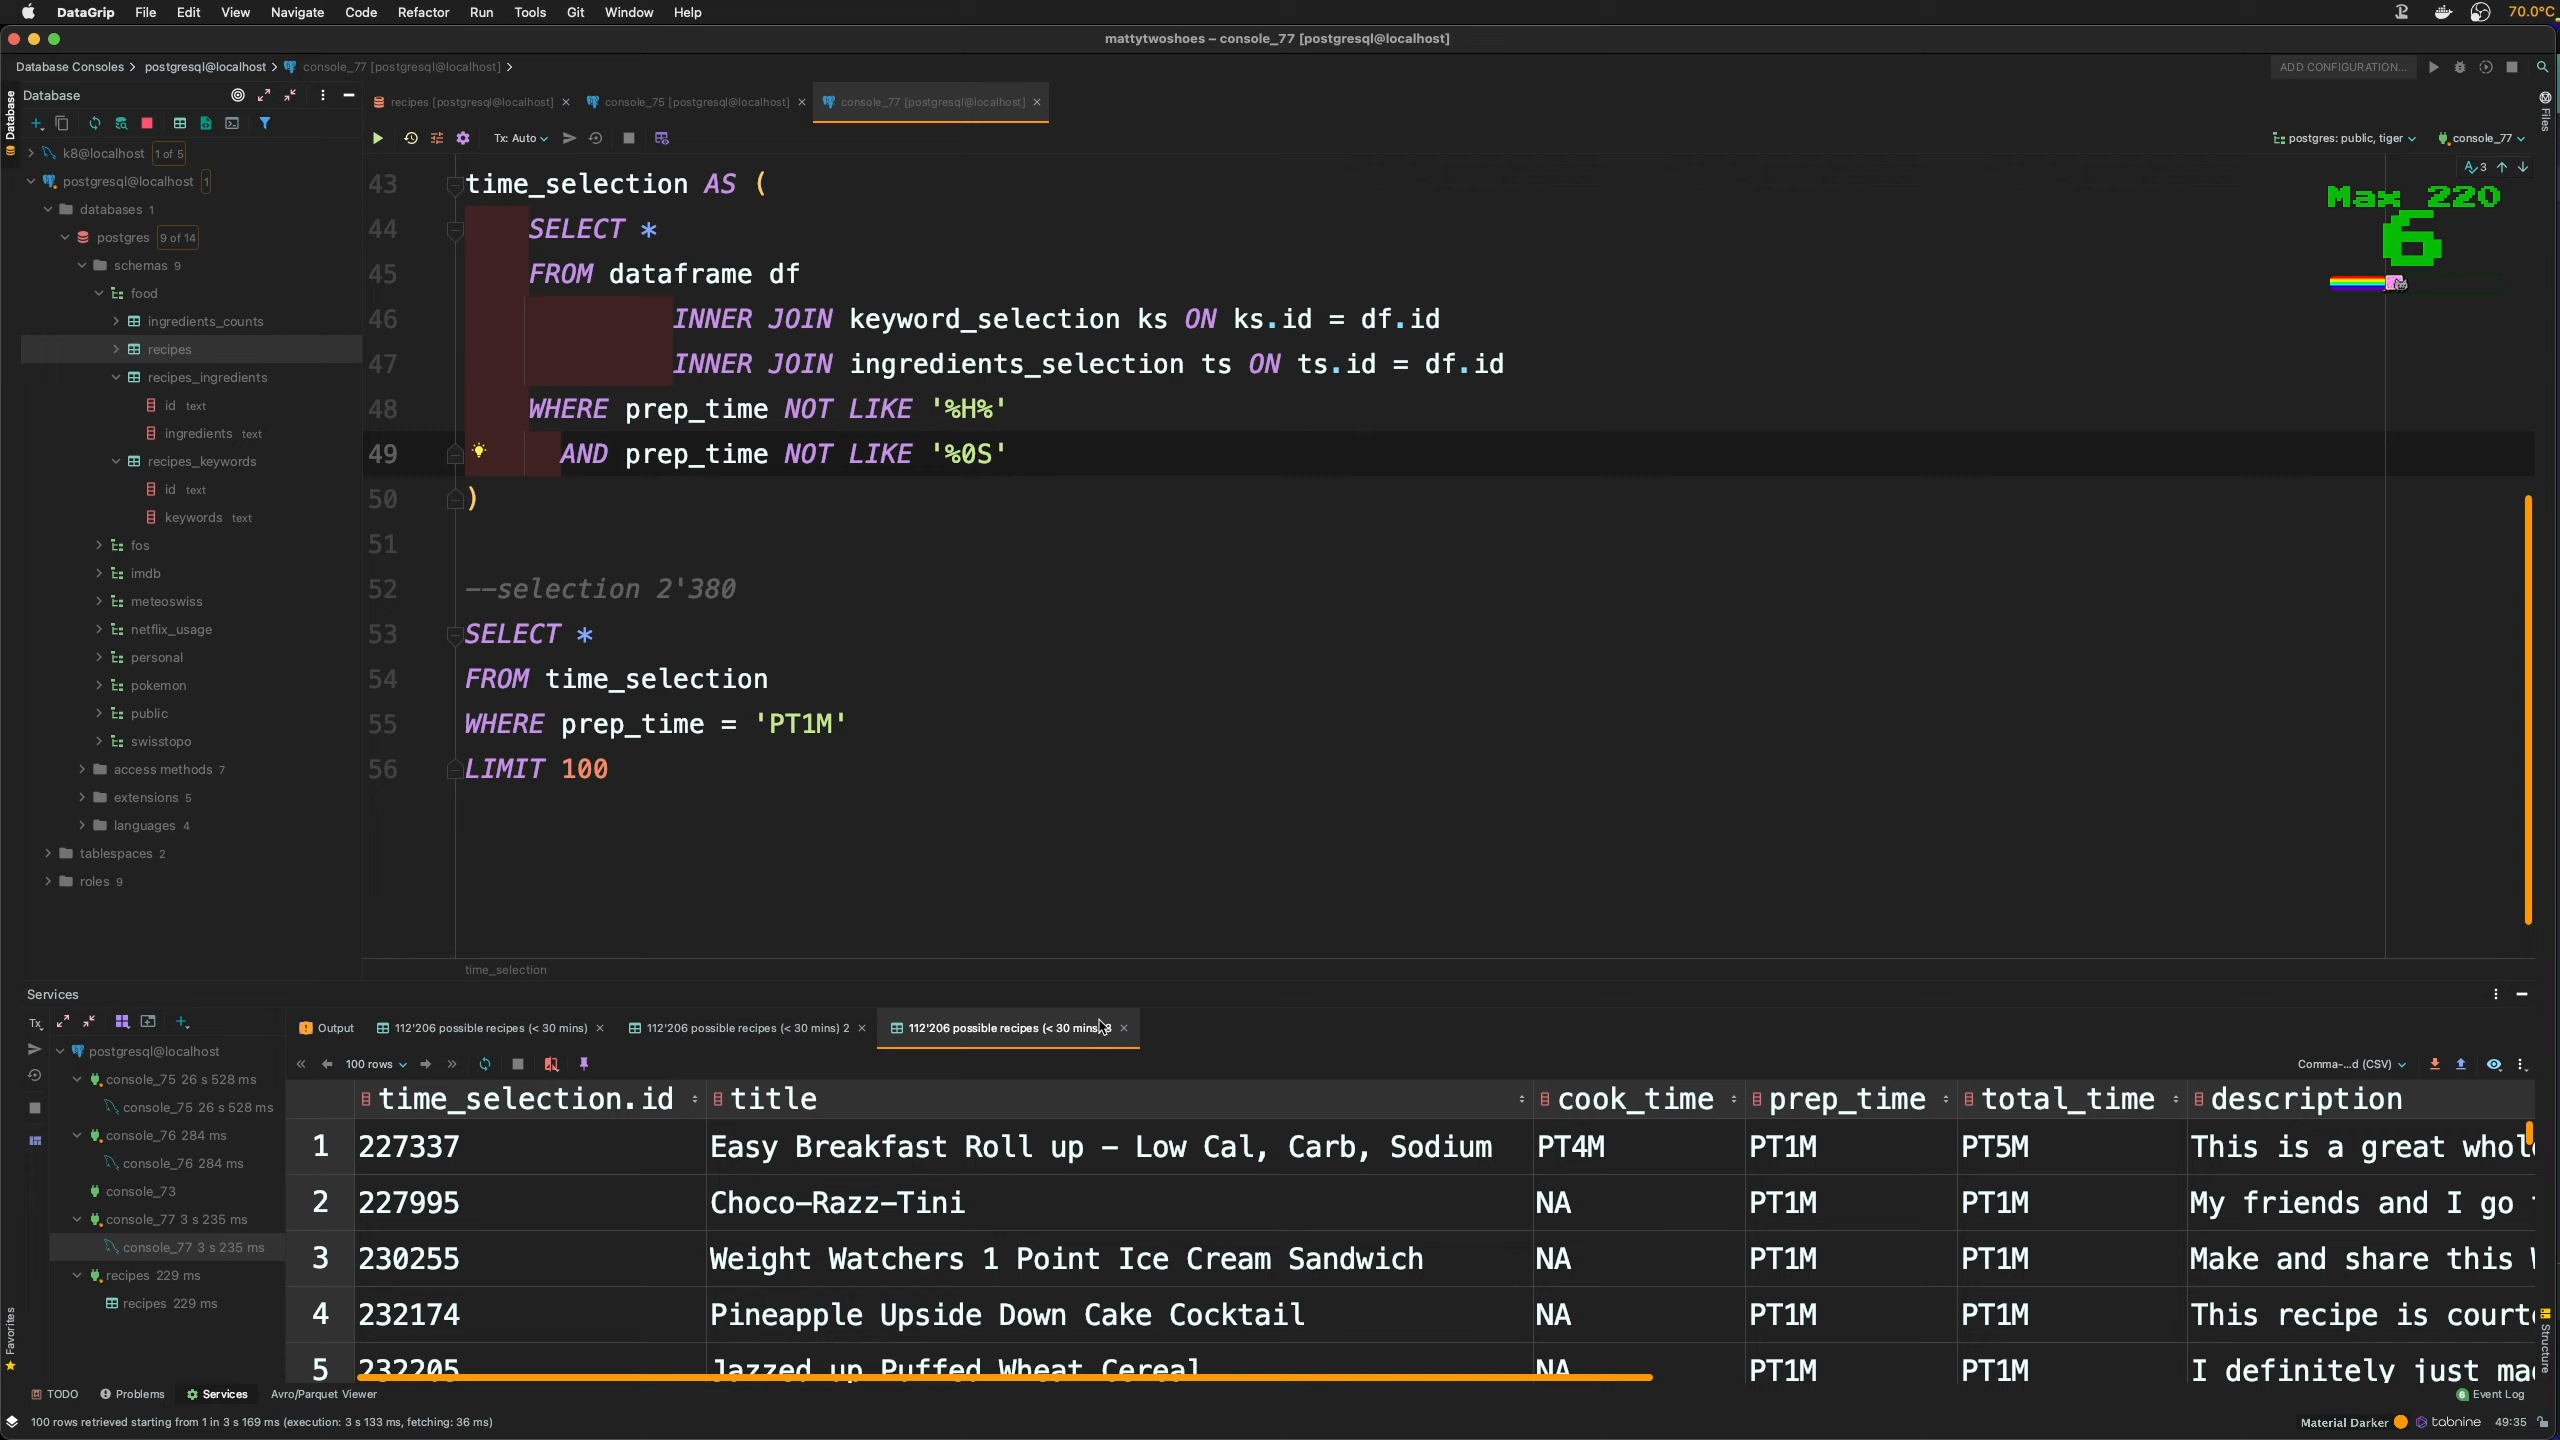 DataGrip File Edit View Navigate Code Refactor Run Tools Git Window Help 70.0°C
mattytwoshoes – console_77 [postgresql@localhost]
Database Consoles postgresql@localhost console_77 [postgresql@localhost]
ADD CONFIGURATION...
Database
Database
recipes [postgresql@localhost] console_75 [postgresql@localhost] console_77 [postgresql@localhost]
Files
Tx: Auto
postgres: public, tiger console_77
k8@localhost 1 of 5
postgresql@localhost 1
databases 1
postgres 9 of 14
schemas 9
food
ingredients_counts
recipes
recipes_ingredients
id text
ingredients text
recipes_keywords
id text
keywords text
fos
imdb
meteoswiss
netflix_usage
personal
pokemon
public
swisstopo
access methods 7
extensions 5
languages 4
tablespaces 2
roles 9
3
Max 220
6
43 time_selection AS (
44 SELECT *
45 FROM dataframe df
46 INNER JOIN keyword_selection ks ON ks.id = df.id
47 INNER JOIN ingredients_selection ts ON ts.id = df.id
48 WHERE prep_time NOT LIKE '%H%'
49 AND prep_time NOT LIKE '%0S'
50 )
51
52 --selection 2'380
53 SELECT *
54 FROM time_selection
55 WHERE prep_time = 'PT1M'
56 LIMIT 100
time_selection
Services
Tx
Output 112'206 possible recipes (< 30 mins) 112'206 possible recipes (< 30 mins) 2 112'206 possible recipes (< 30 mins) 3
100 rows
Comma-...d (CSV)
postgresql@localhost
console_75 26 s 528 ms
console_75 26 s 528 ms
console_76 284 ms
console_76 284 ms
console_73
console_77 3 s 235 ms
console_77 3 s 235 ms
recipes 229 ms
recipes 229 ms
time_selection.id title cook_time prep_time total_time description
1 227337 Easy Breakfast Roll up – Low Cal, Carb, Sodium PT4M PT1M PT5M This is a great whol
2 227995 Choco-Razz-Tini NA PT1M PT1M My friends and I go
3 230255 Weight Watchers 1 Point Ice Cream Sandwich NA PT1M PT1M Make and share this
4 232174 Pineapple Upside Down Cake Cocktail NA PT1M PT1M This recipe is court
5 232205 Jazzed up Puffed Wheat Cereal NA PT1M PT1M I definitely just ma
Favorites
Structure
TODO Problems Services Avro/Parquet Viewer
6 Event Log
100 rows retrieved starting from 1 in 3 s 169 ms (execution: 3 s 133 ms, fetching: 36 ms)
Material Darker tabnine 49:35